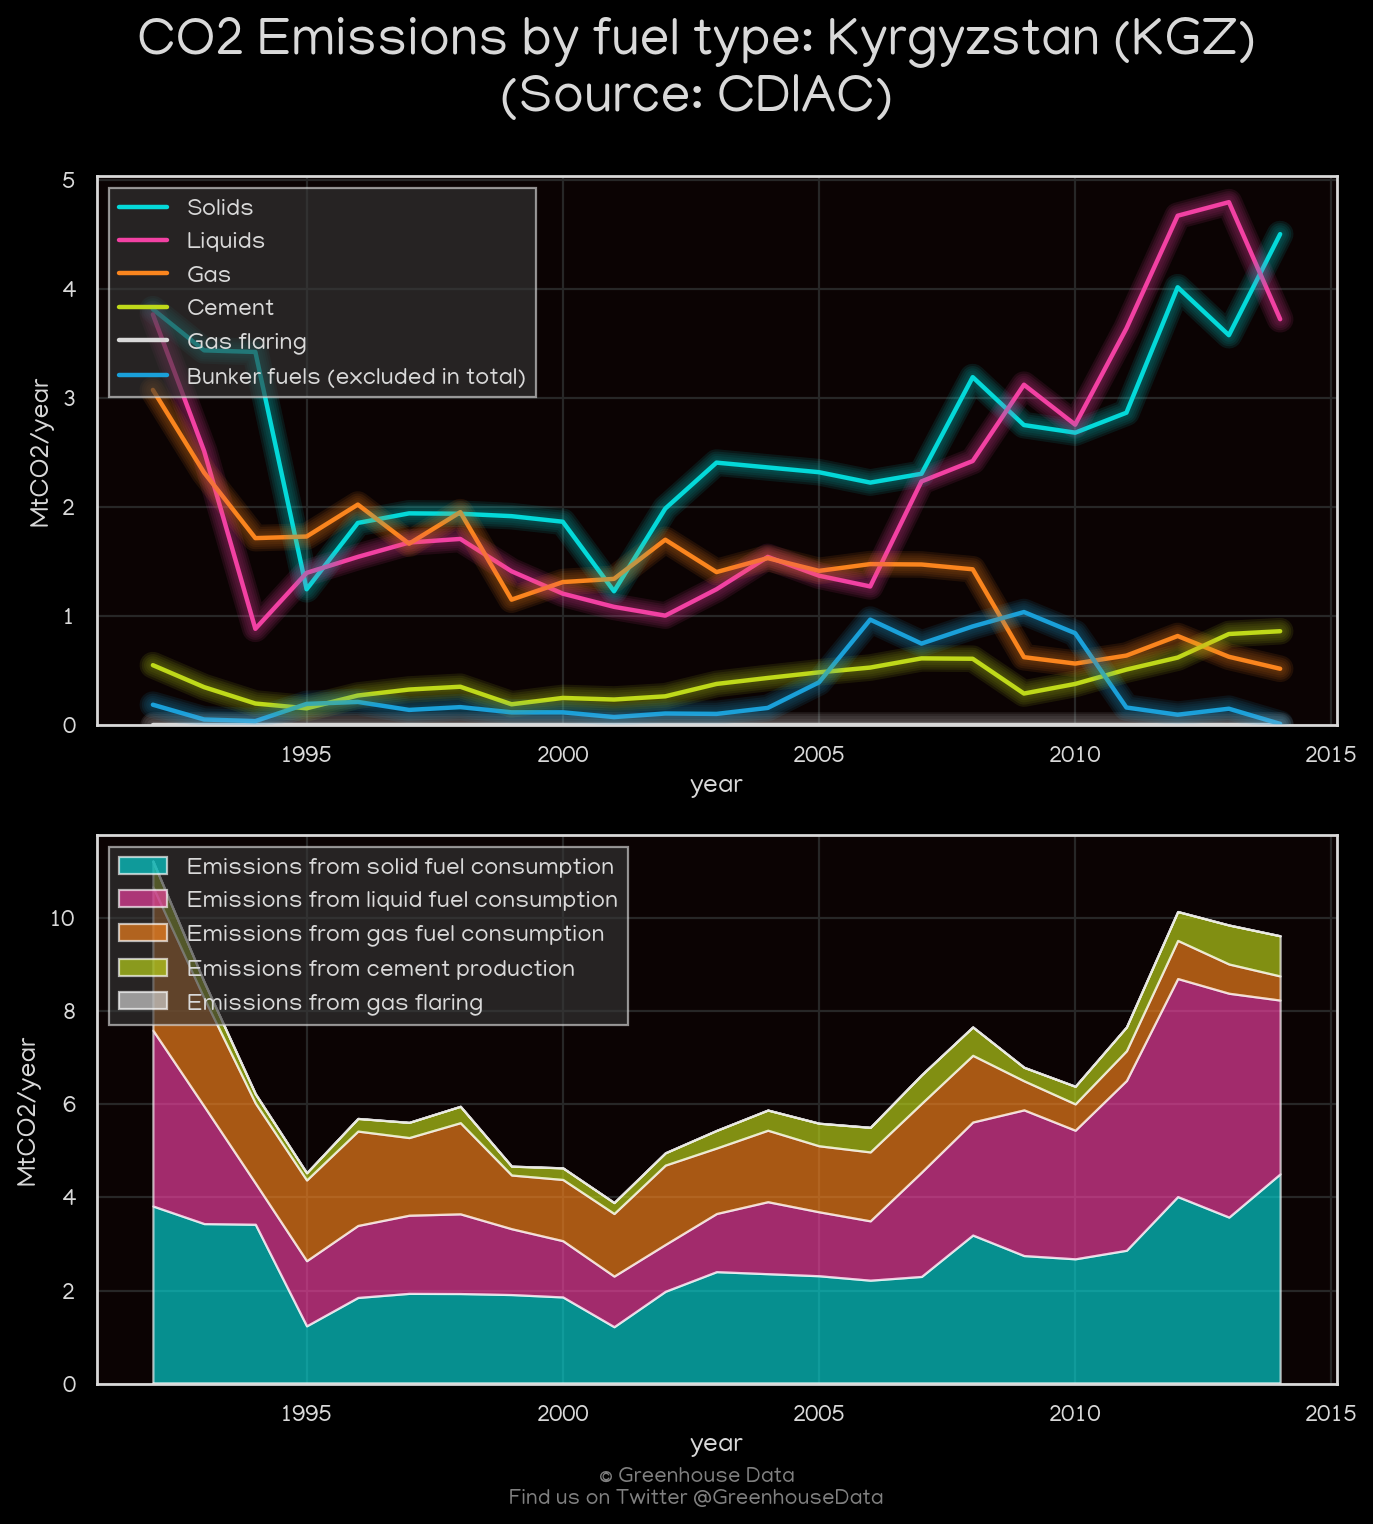 CO2 Emissions by fuel type: Kyrgyzstan (KGZ)
(Source: CDIAC)
5
4
3
2
1
0
MtCO2/year
Solids
Liquids
Gas
Cement
Gas flaring
Bunker fuels (excluded in total)
1995
2000
2005
2010
2015
year
10
8
6
4
2
0
MtCO2/year
Emissions from solid fuel consumption
Emissions from liquid fuel consumption
Emissions from gas fuel consumption
Emissions from cement production
Emissions from gas flaring
1995
2000
2005
2010
2015
year
© Greenhouse Data
Find us on Twitter @GreenhouseData